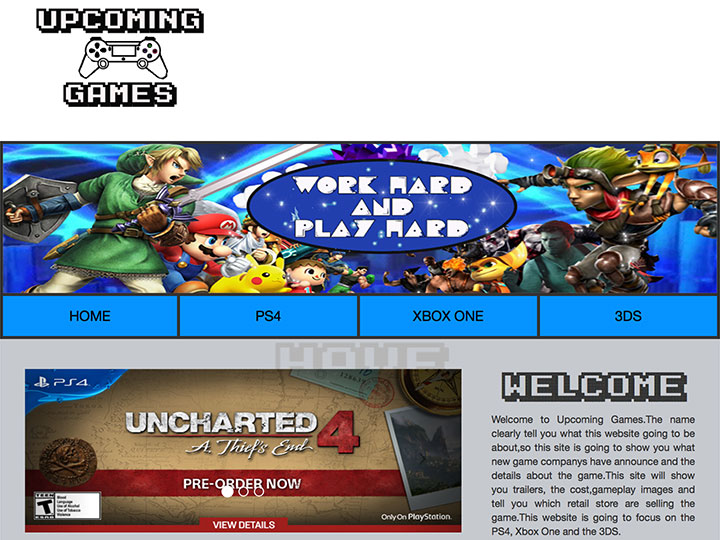 UPCOMING
GAMES
WORK HARD
AND
PLAY HARD
HOME
PS4
XBOX ONE
3DS
HOME
WELCOME
PS4
UNCHARTED 4
A Thief's End
PRE-ORDER NOW
TEEN
Blood
Language
Use of Alcohol
Use of Tobacco
Violence
ESRB
Only On PlayStation.
VIEW DETAILS
Welcome to Upcoming Games.The name
clearly tell you what this website going to be
about,so this site is going to show you what
new game companys have announce and the
details about the game.This site will show
you trailers, the cost,gameplay images and
tell you which retail store are selling the
game.This website is going to focus on the
PS4, Xbox One and the 3DS.